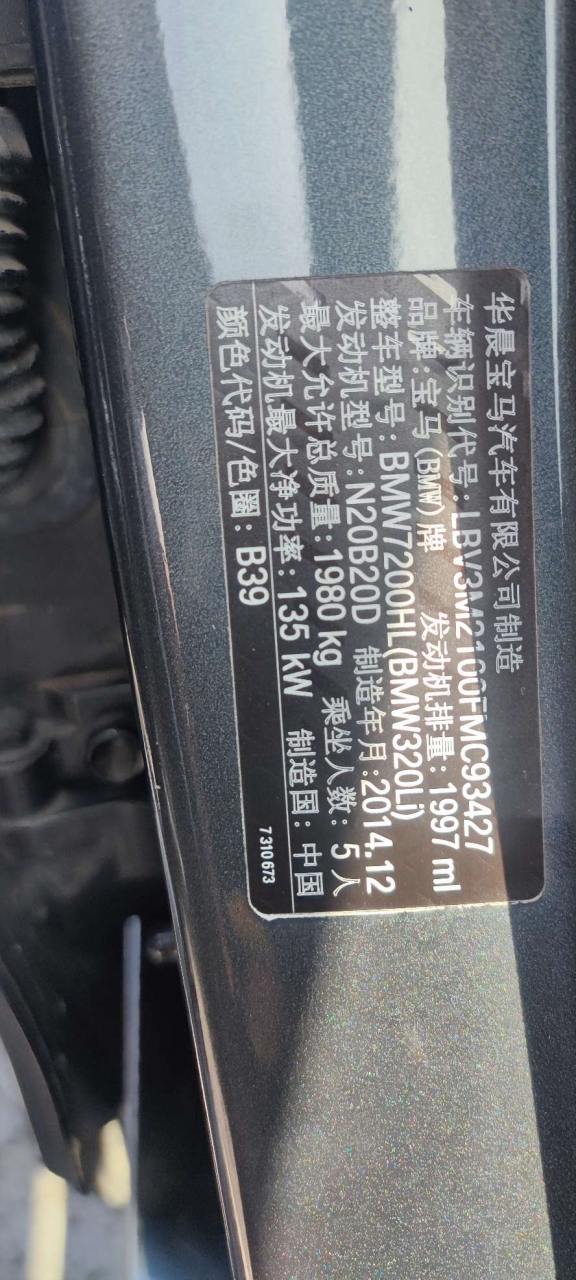 华晨宝马汽车有限公司制造
车辆识别代号:LBV3M2100FMC93427
品牌:宝马(BMW)牌 发动机排量:1997 ml
整车型号:BMW7200HL(BMW320Li)
发动机型号:N20B20D 制造年月:2014.12
最大允许总质量:1980 kg 乘坐人数:5人
发动机最大净功率:135 kW 制造国:中国
颜色代码/色圈:B39
7310673